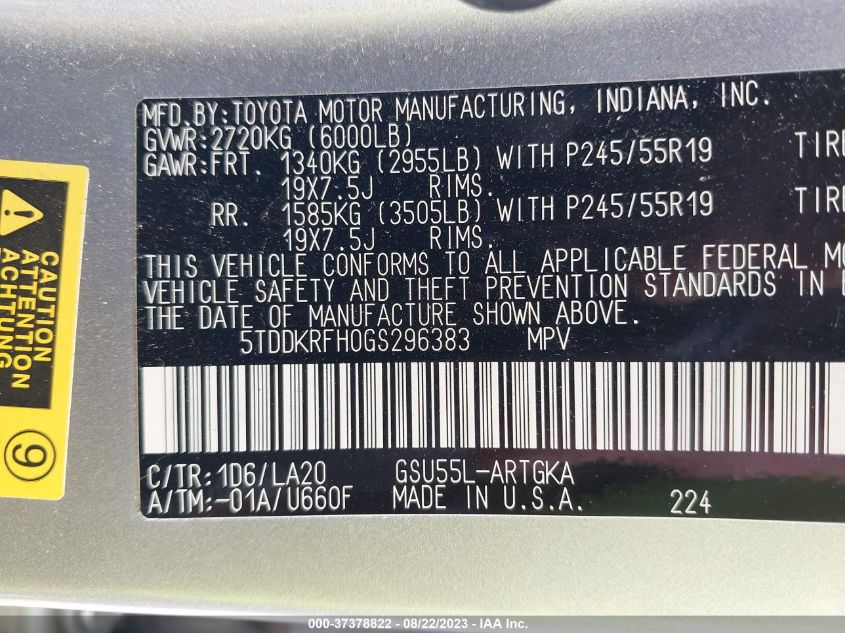 MFD.BY:TOYOTA MOTOR MANUFACTURING, INDIANA, INC.
GVWR:2720KG (6000LB)
GAWR:FRT. 1340KG (2955LB) WITH P245/55R19 TIRE
19X7.5J RIMS.
RR. 1585KG (3505LB) WITH P245/55R19 TIRE
19X7.5J RIMS.
THIS VEHICLE CONFORMS TO ALL APPLICABLE FEDERAL MO
VEHICLE SAFETY AND THEFT PREVENTION STANDARDS IN E
THE DATE OF MANUFACTURE SHOWN ABOVE.
5TDDKRFH0GS296383 MPV
C/TR:1D6/LA20 GSU55L-ARTGKA
A/TM:-01A/U660F MADE IN U.S.A. 224
CAUTION
ATTENTION
ACHTUNG
9
000-37378822 - 08/22/2023 - IAA Inc.